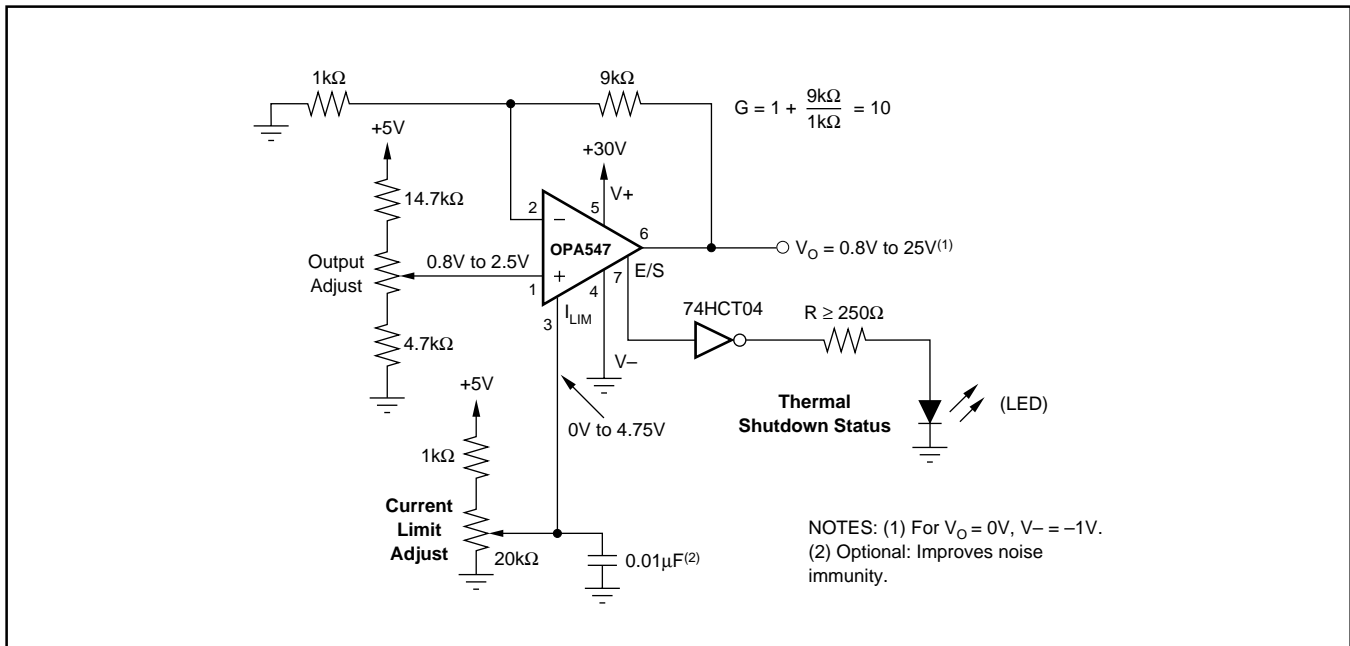 1kΩ
9kΩ
G = 1 + 9kΩ/1kΩ = 10
+5V
+30V
14.7kΩ
V+
2
5
6
–
OPA547
VO = 0.8V to 25V(1)
Output
Adjust
0.8V to 2.5V
+
E/S
1
4
7
ILIM
3
74HCT04
R ≥ 250Ω
4.7kΩ
V–
+5V
Thermal
Shutdown Status
(LED)
0V to 4.75V
1kΩ
Current
Limit
Adjust
20kΩ
0.01µF(2)
NOTES: (1) For VO = 0V, V– = –1V.
(2) Optional: Improves noise
immunity.